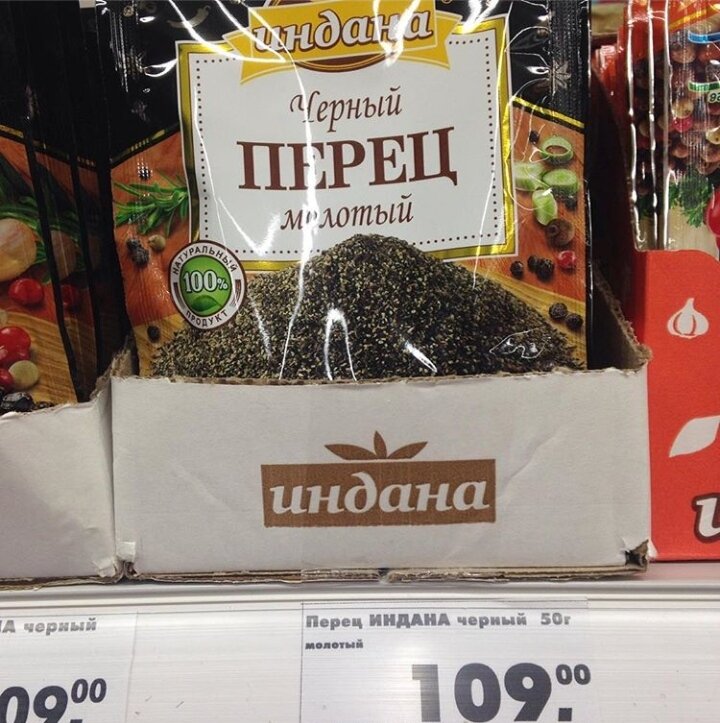 индана
Черный
ПЕРЕЦ
молотый
НАТУРАЛЬНЫЙ
100%
ПРОДУКТ
индана
черный
Перец ИНДАНА черный 50г
молотый
09.00
109.00